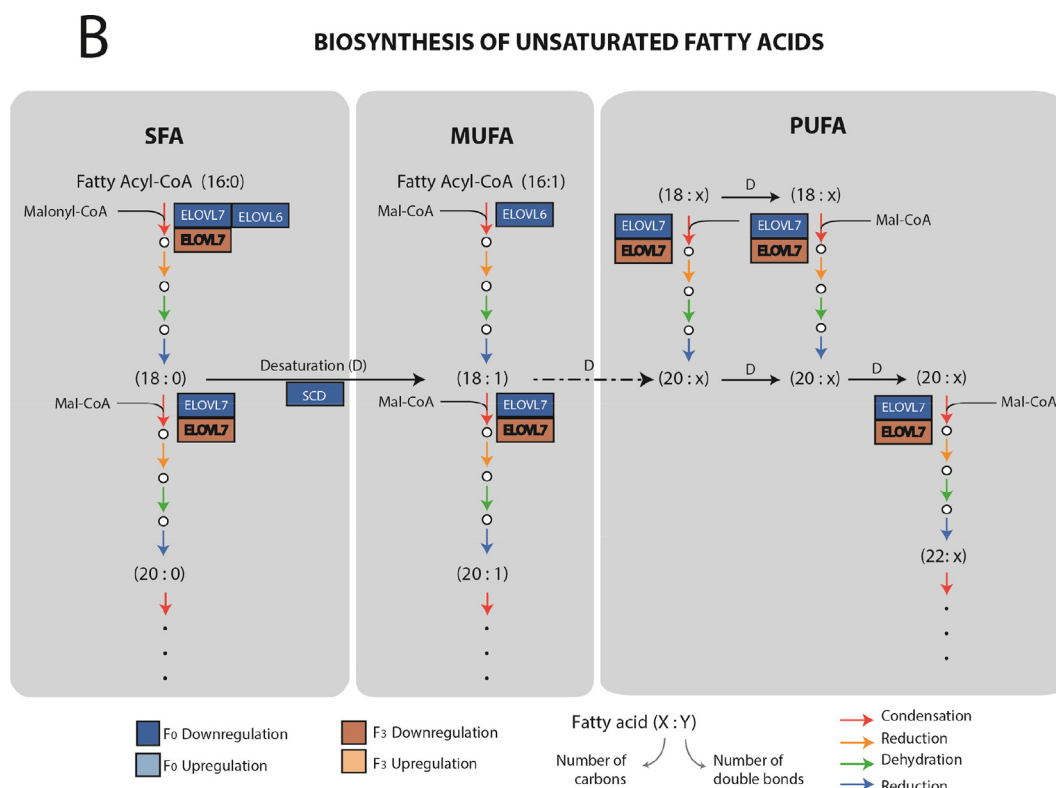 B
BIOSYNTHESIS OF UNSATURATED FATTY ACIDS
SFA
Fatty Acyl-CoA (16:0)
Malonyl-CoA
ELOVL7 ELOVL6
ELOVL7
(18 : 0)
Desaturation (D)
SCD
Mal-CoA
ELOVL7
ELOVL7
(20 : 0)
MUFA
Fatty Acyl-CoA (16:1)
Mal-CoA
ELOVL6
(18 : 1)
D
Mal-CoA
ELOVL7
ELOVL7
(20 : 1)
PUFA
(18 : x) D (18 : x)
ELOVL7
ELOVL7
ELOVL7
ELOVL7
Mal-CoA
(20 : x) D (20 : x) D (20 : x)
ELOVL7
ELOVL7
Mal-CoA
(22: x)
F0 Downregulation
F0 Upregulation
F3 Downregulation
F3 Upregulation
Fatty acid (X : Y)
Number of
carbons
Number of
double bonds
Condensation
Reduction
Dehydration
Reduction